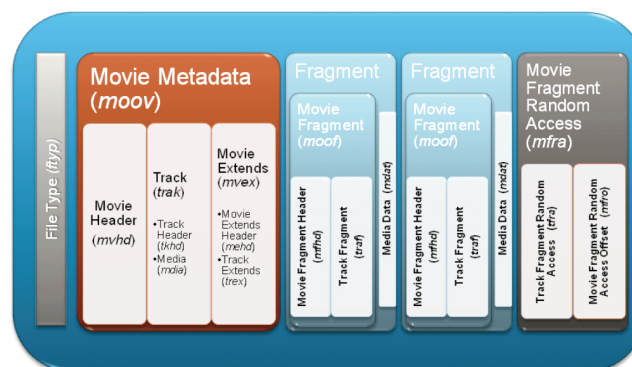 File Type (ftyp)
Movie Metadata
(moov)
Movie
Header
(mvhd)
Track
(trak)
•Track
Header
(tkhd)
•Media
(mdia)
Movie
Extends
(mvex)
•Movie
Extends
Header
(mehd)
•Track
Extends
(trex)
Fragment
Movie
Fragment
(moof)
Movie Fragment Header
(mfhd)
Track Fragment
(traf)
Media Data (mdat)
Fragment
Movie
Fragment
(moof)
Movie Fragment Header
(mfhd)
Track Fragment
(traf)
Media Data (mdat)
Movie
Fragment
Random
Access
(mfra)
Track Fragment Random
Access (tfra)
Movie Fragment Random
Access Offset (mfro)